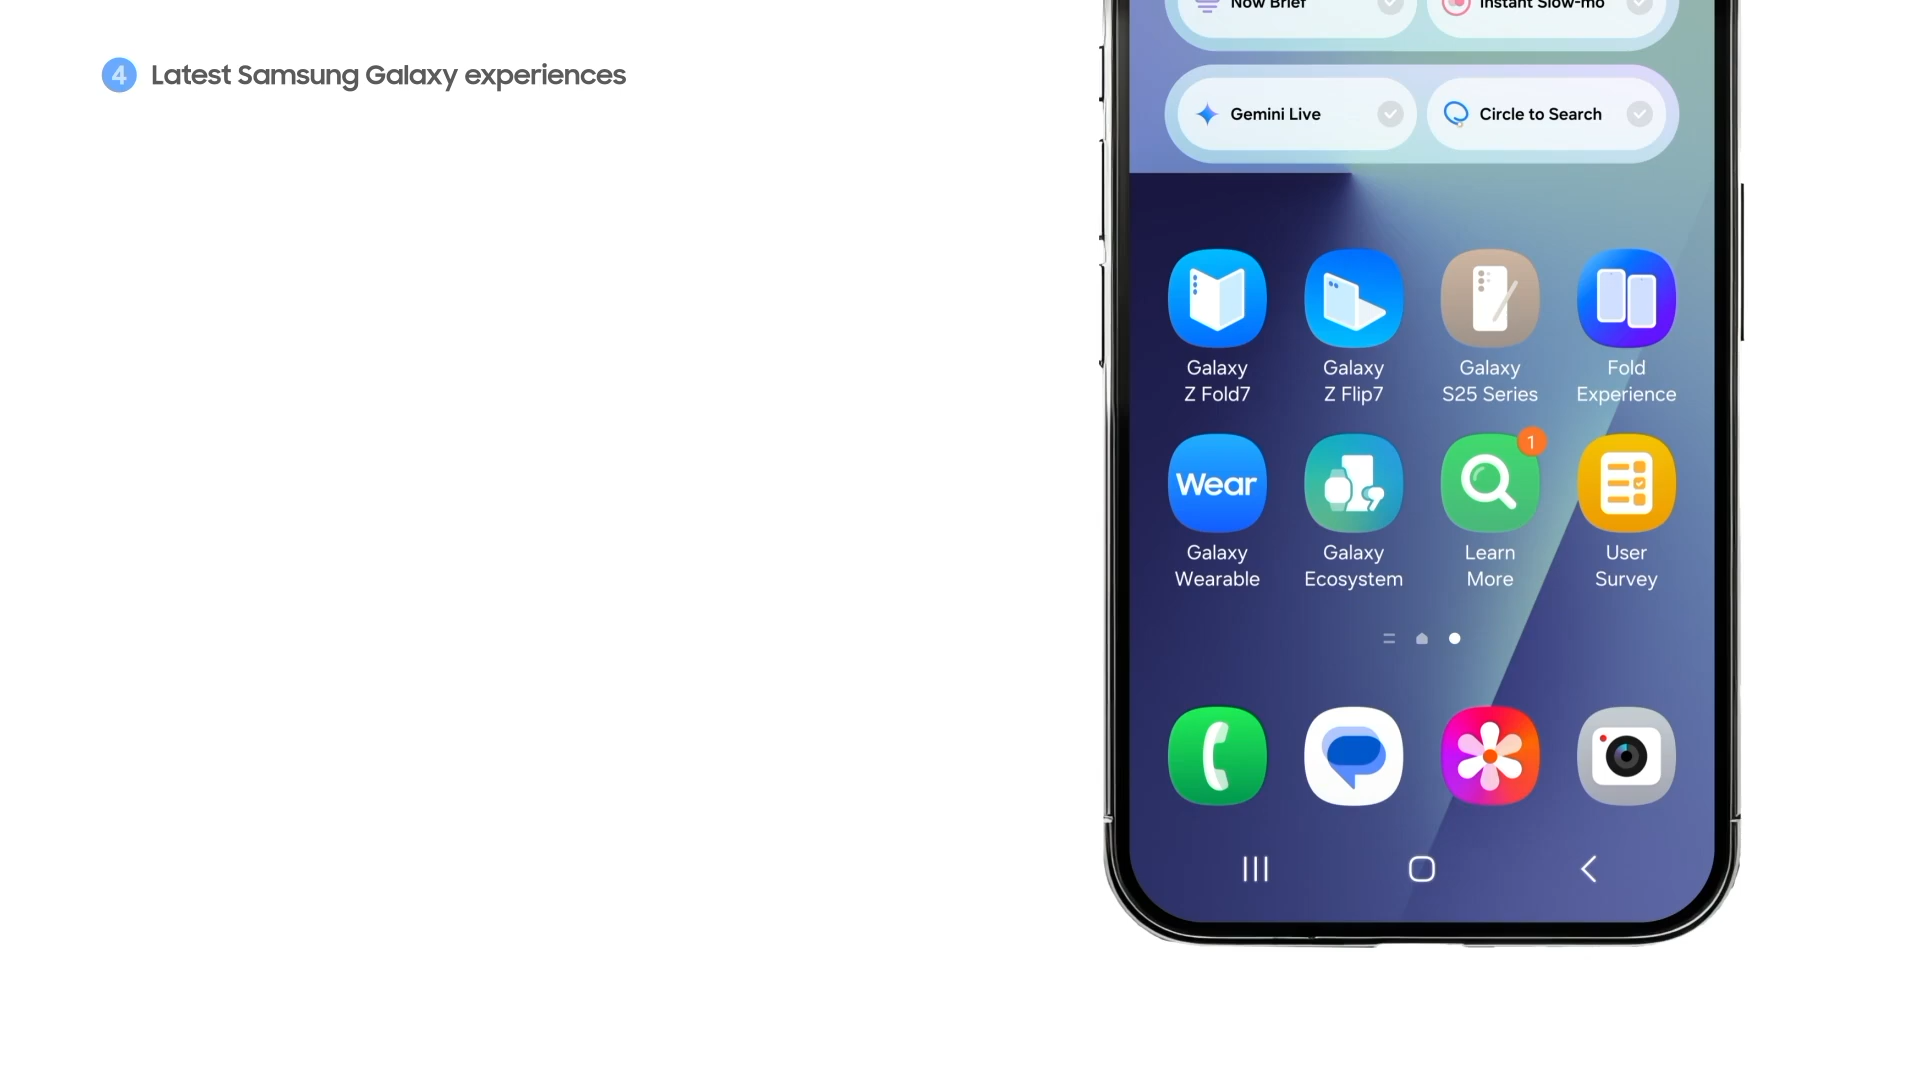 4 Latest Samsung Galaxy experiences
Now Brief
Instant Slow-mo
Gemini Live
Circle to Search
Galaxy
Z Fold7
Galaxy
Z Flip7
Galaxy
S25 Series
Fold
Experience
1
Wear
Galaxy
Wearable
Galaxy
Ecosystem
Learn
More
User
Survey